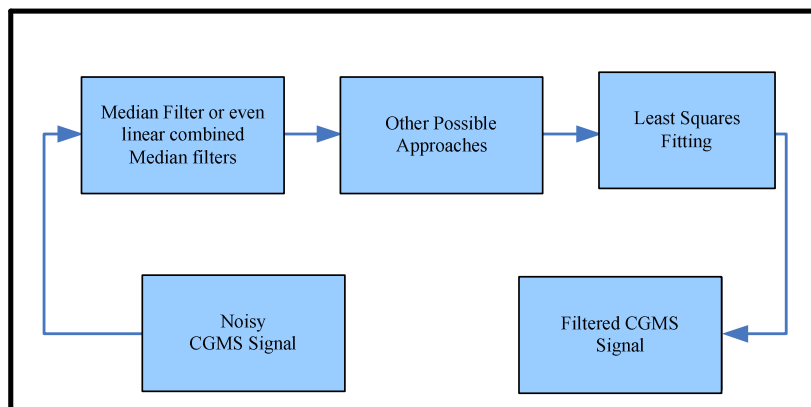 Median Filter or even
linear combined
Median filters
Other Possible
Approaches
Least Squares
Fitting
Noisy
CGMS Signal
Filtered CGMS
Signal